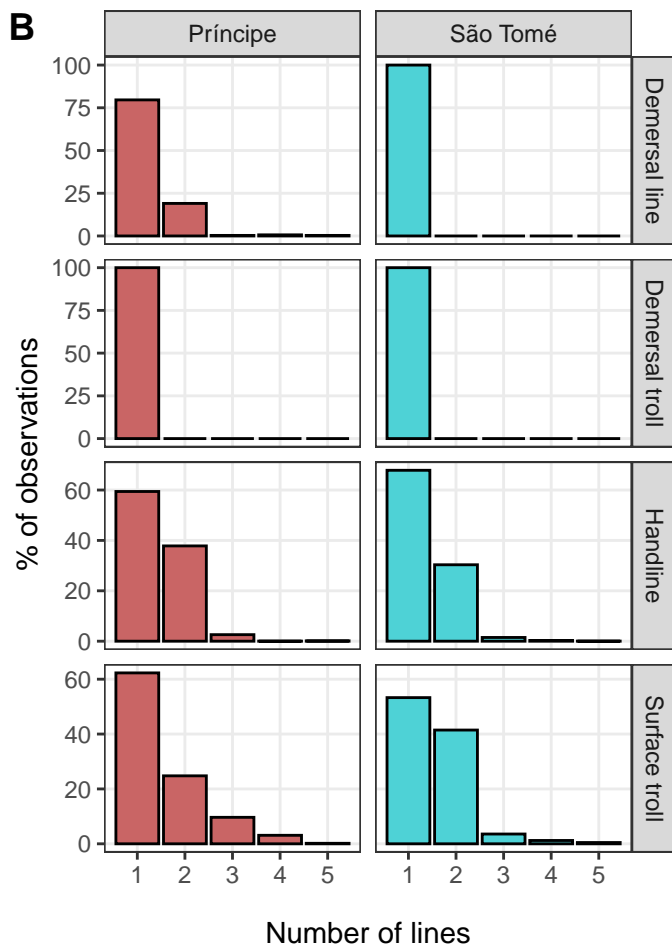 B
Príncipe
São Tomé
% of observations
100
75
50
25
0
Demersal line
100
75
50
25
0
Demersal troll
60
40
20
0
Handline
60
40
20
0
Surface troll
1 2 3 4 5
1 2 3 4 5
Number of lines